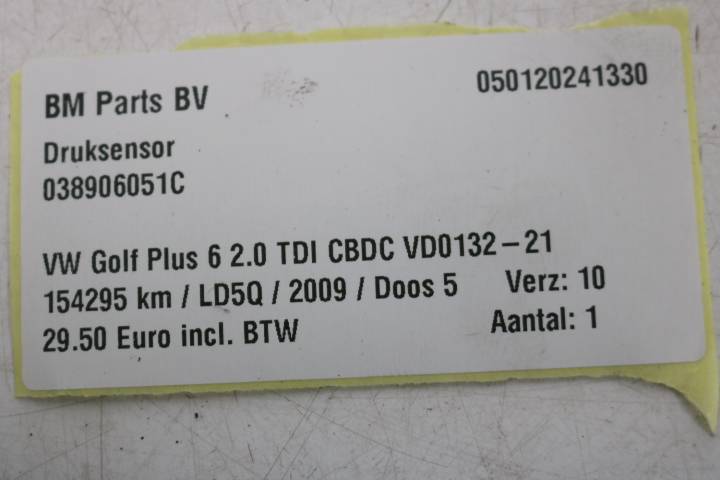 BM Parts BV 050120241330
Druksensor
038906051C
VW Golf Plus 6 2.0 TDI CBDC VD0132-21
154295 km / LD5Q / 2009 / Doos 5 Verz: 10
29.50 Euro incl. BTW Aantal: 1